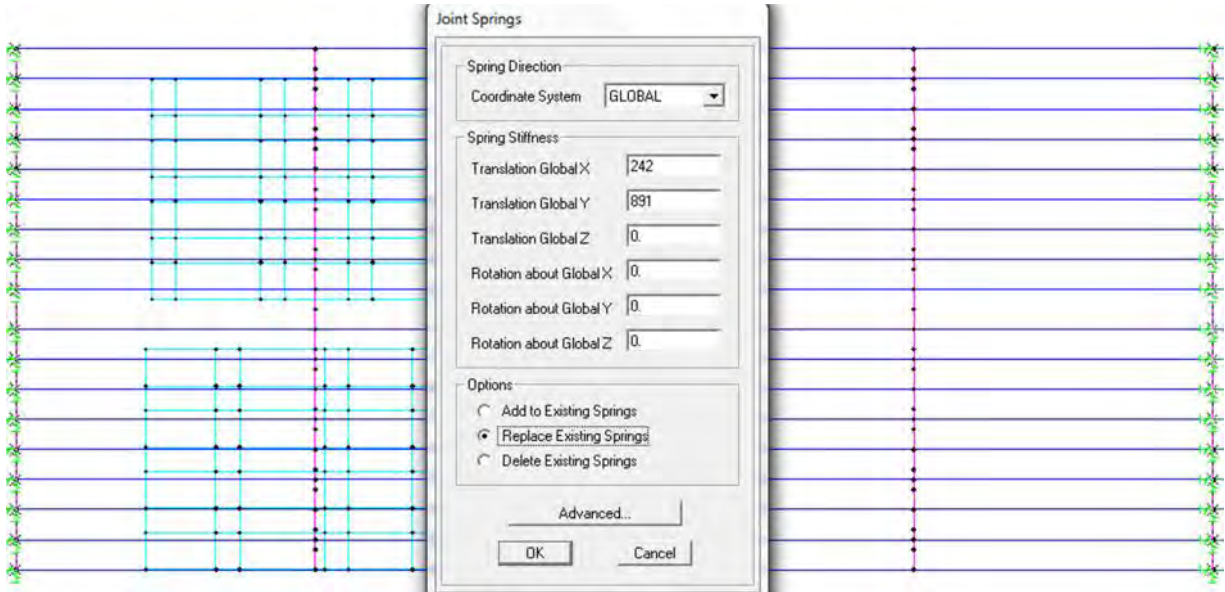 Joint Springs
Spring Direction
Coordinate System GLOBAL
Spring Stiffness
Translation Global X 242
Translation Global Y 891
Translation Global Z 0.
Rotation about Global X 0.
Rotation about Global Y 0.
Rotation about Global Z 0.
Options
Add to Existing Springs
Replace Existing Springs
Delete Existing Springs
Advanced...
OK Cancel